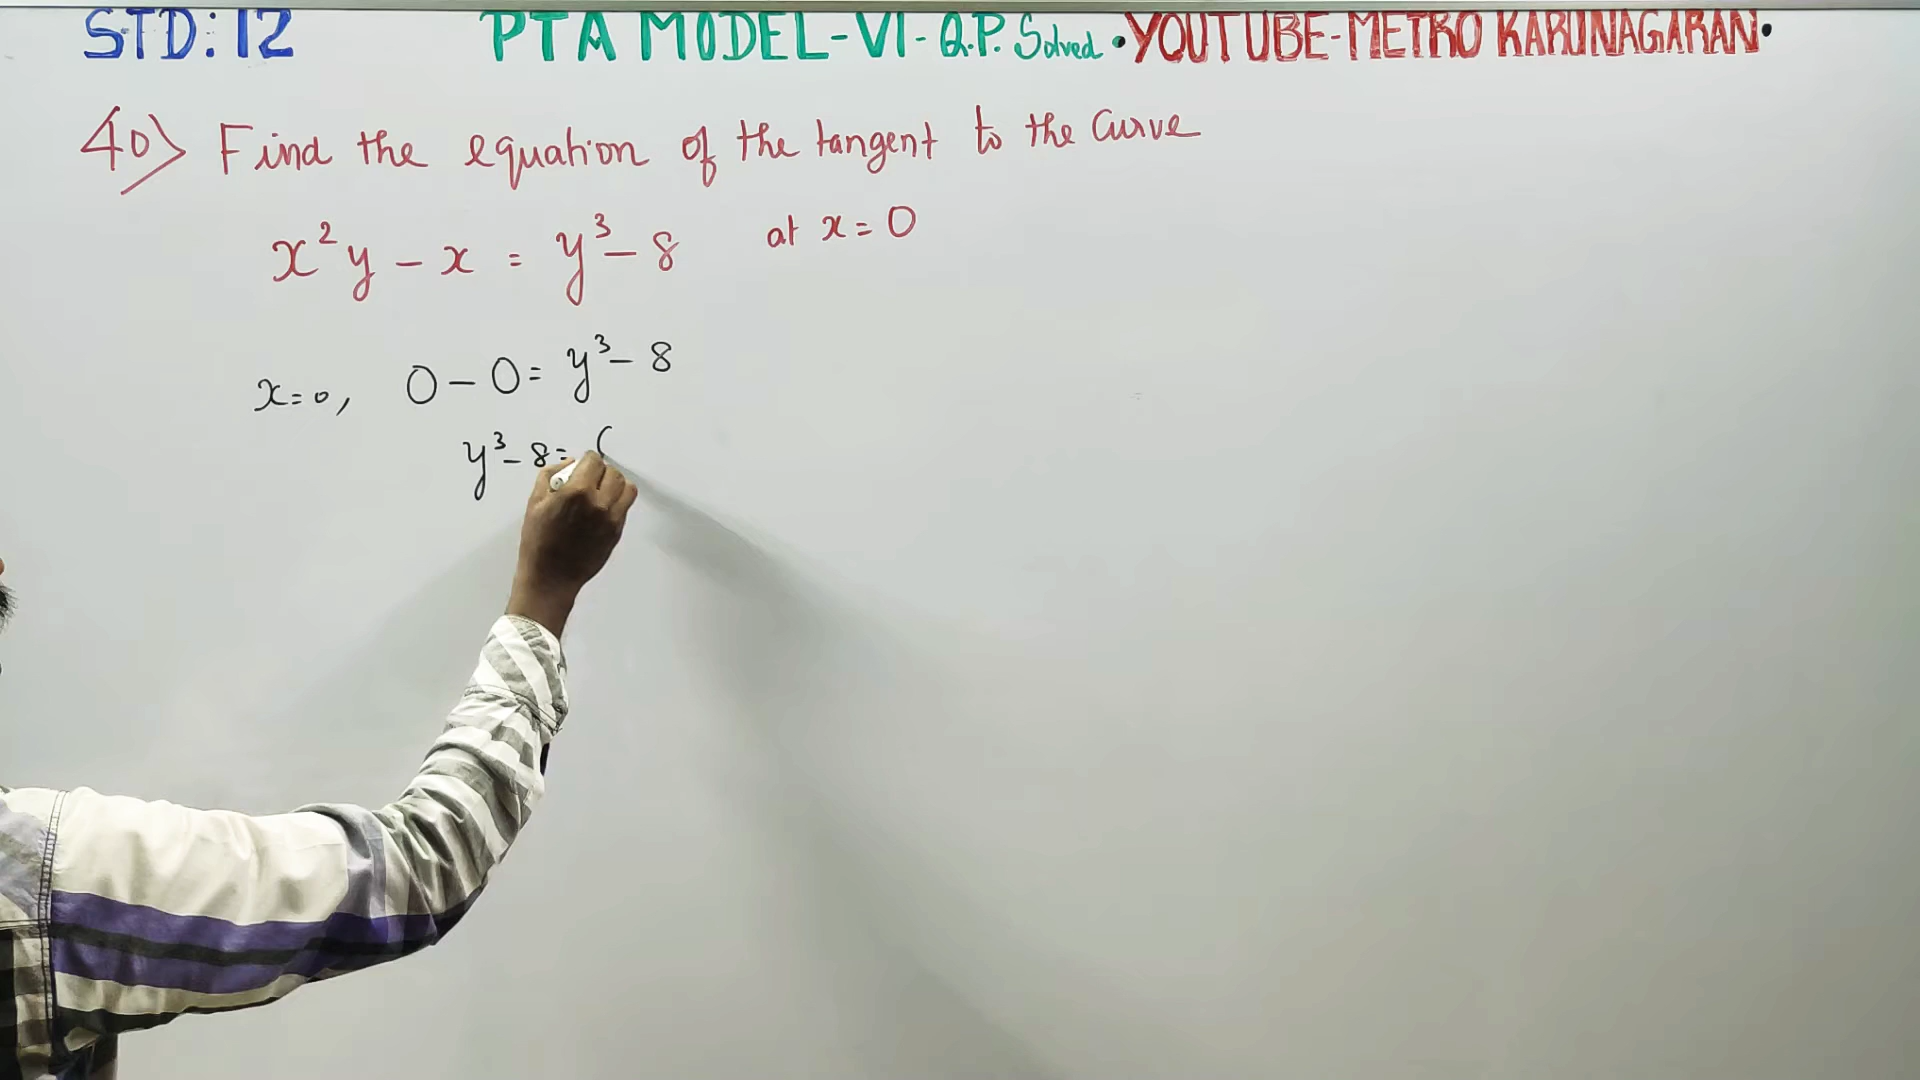 STD: 12 PTA MODEL-VI-Q.P. Solved •YOUTUBE-METRO KARUNAGARAN•
40) Find the equation of the tangent to the curve
x²y - x = y³ - 8 at x = 0
x=0, 0 - 0 = y³ - 8
y³ - 8 =